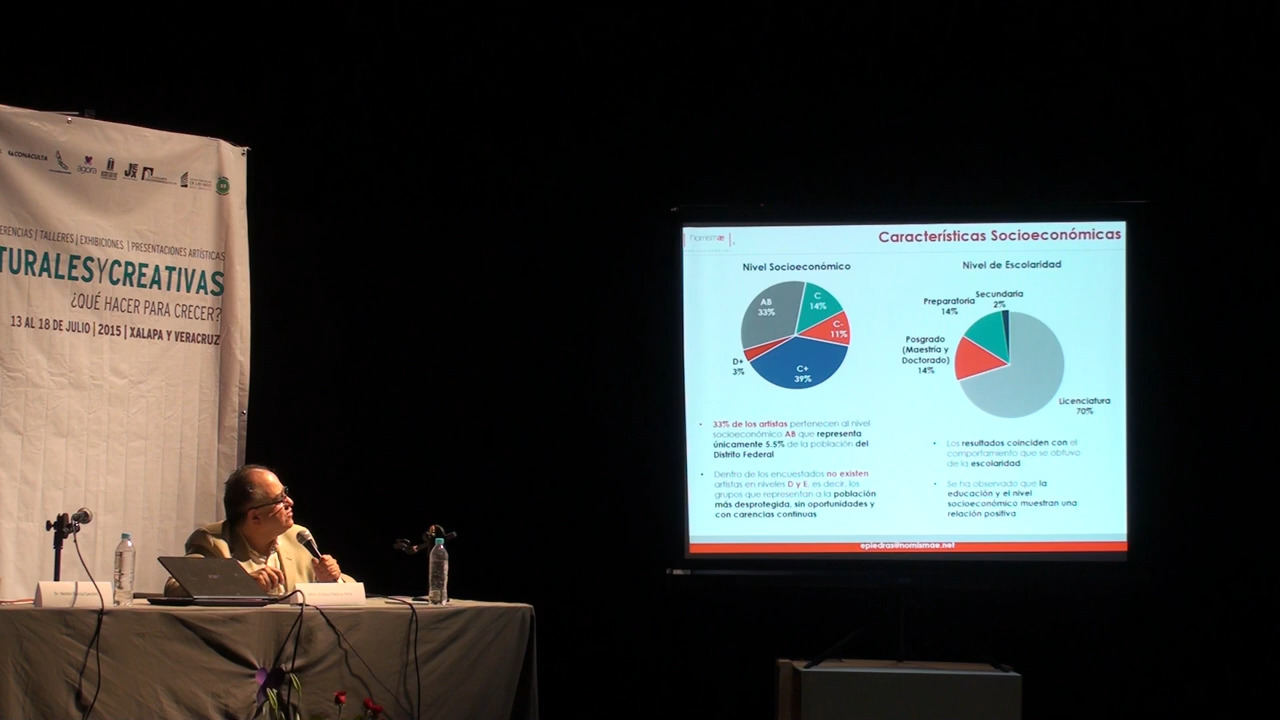 CONACULTA
ágora
ERENCIAS | TALLERES | EXHIBICIONES | PRESENTACIONES ARTÍSTICAS
TURALESYCREATIVAS
¿QUÉ HACER PARA CRECER?
13 AL 18 DE JULIO | 2015 | XALAPA Y VERACRUZ
nomismæ
Características Socioeconómicas
Nivel Socioeconómico
AB
33%
C
14%
C-
11%
D+
3%
C+
39%
• 33% de los artistas pertenecen al nivel
socioeconómico AB que representa
únicamente 5.5% de la población del
Distrito Federal
• Dentro de los encuestados no existen
artistas en niveles D y E, es decir, los
grupos que representan a la población
más desprotegida, sin oportunidades y
con carencias continuas
Nivel de Escolaridad
Secundaria
2%
Preparatoria
14%
Posgrado
(Maestría y
Doctorado)
14%
Licenciatura
70%
• Los resultados coinciden con el
comportamiento que se obtuvo
de la escolaridad
• Se ha observado que la
educación y el nivel
socioeconómico muestran una
relación positiva
epiedras@nomismae.net